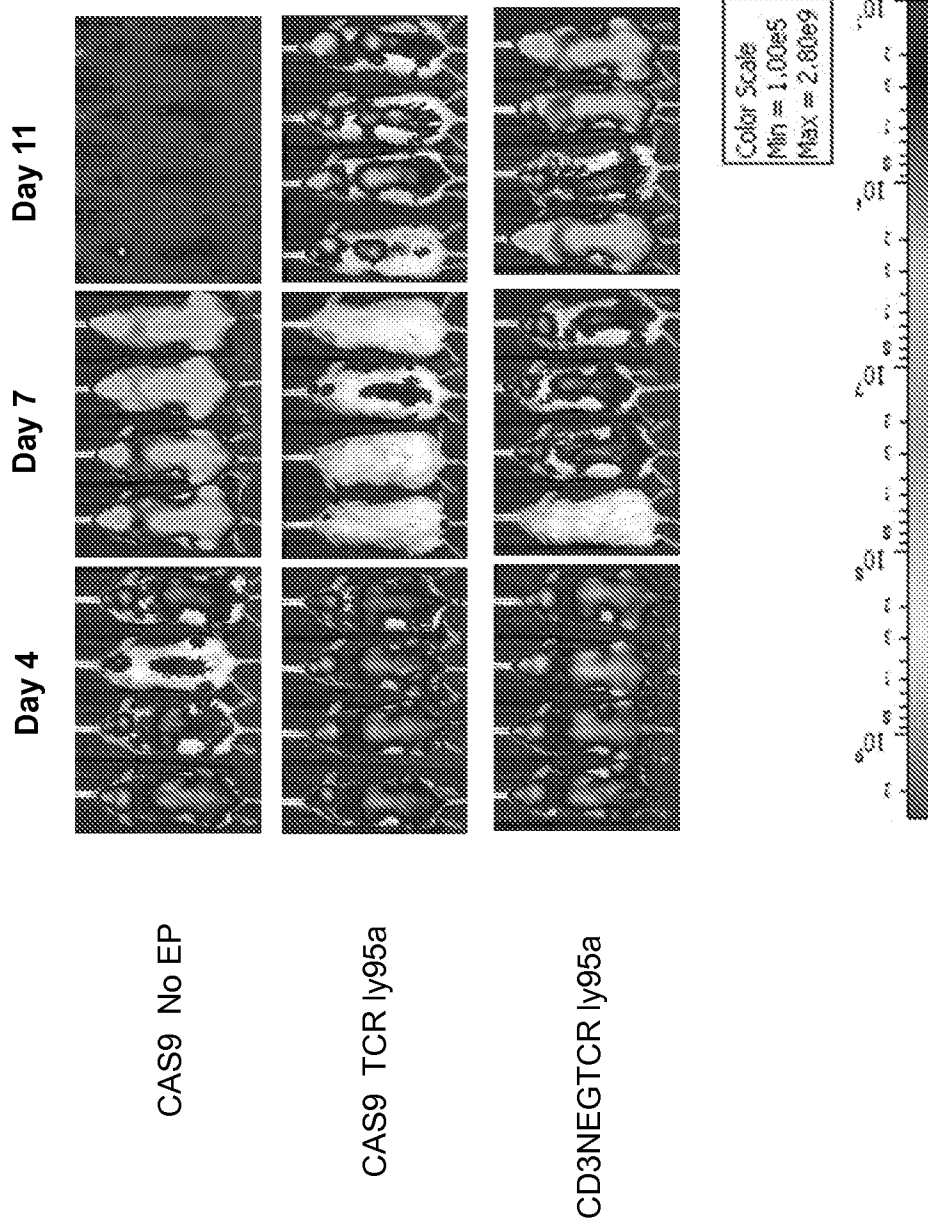 Day 4
Day 7
Day 11
CAS9 No EP
CAS9 TCR ly95a
CD3NEGTCR ly95a
Color Scale
Min = 1.00e5
Max = 2.80e9